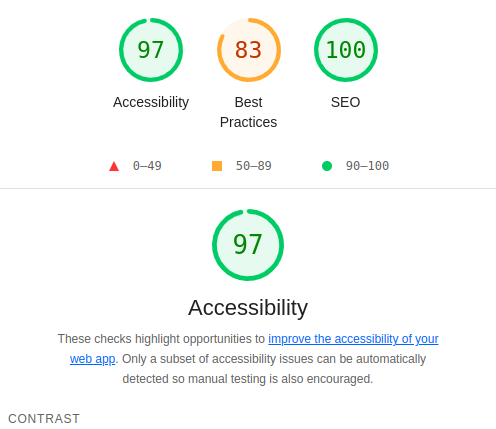 97 83 100
Accessibility Best Practices SEO
0–49 50–89 90–100
97
Accessibility
These checks highlight opportunities to improve the accessibility of your
web app. Only a subset of accessibility issues can be automatically
detected so manual testing is also encouraged.
CONTRAST